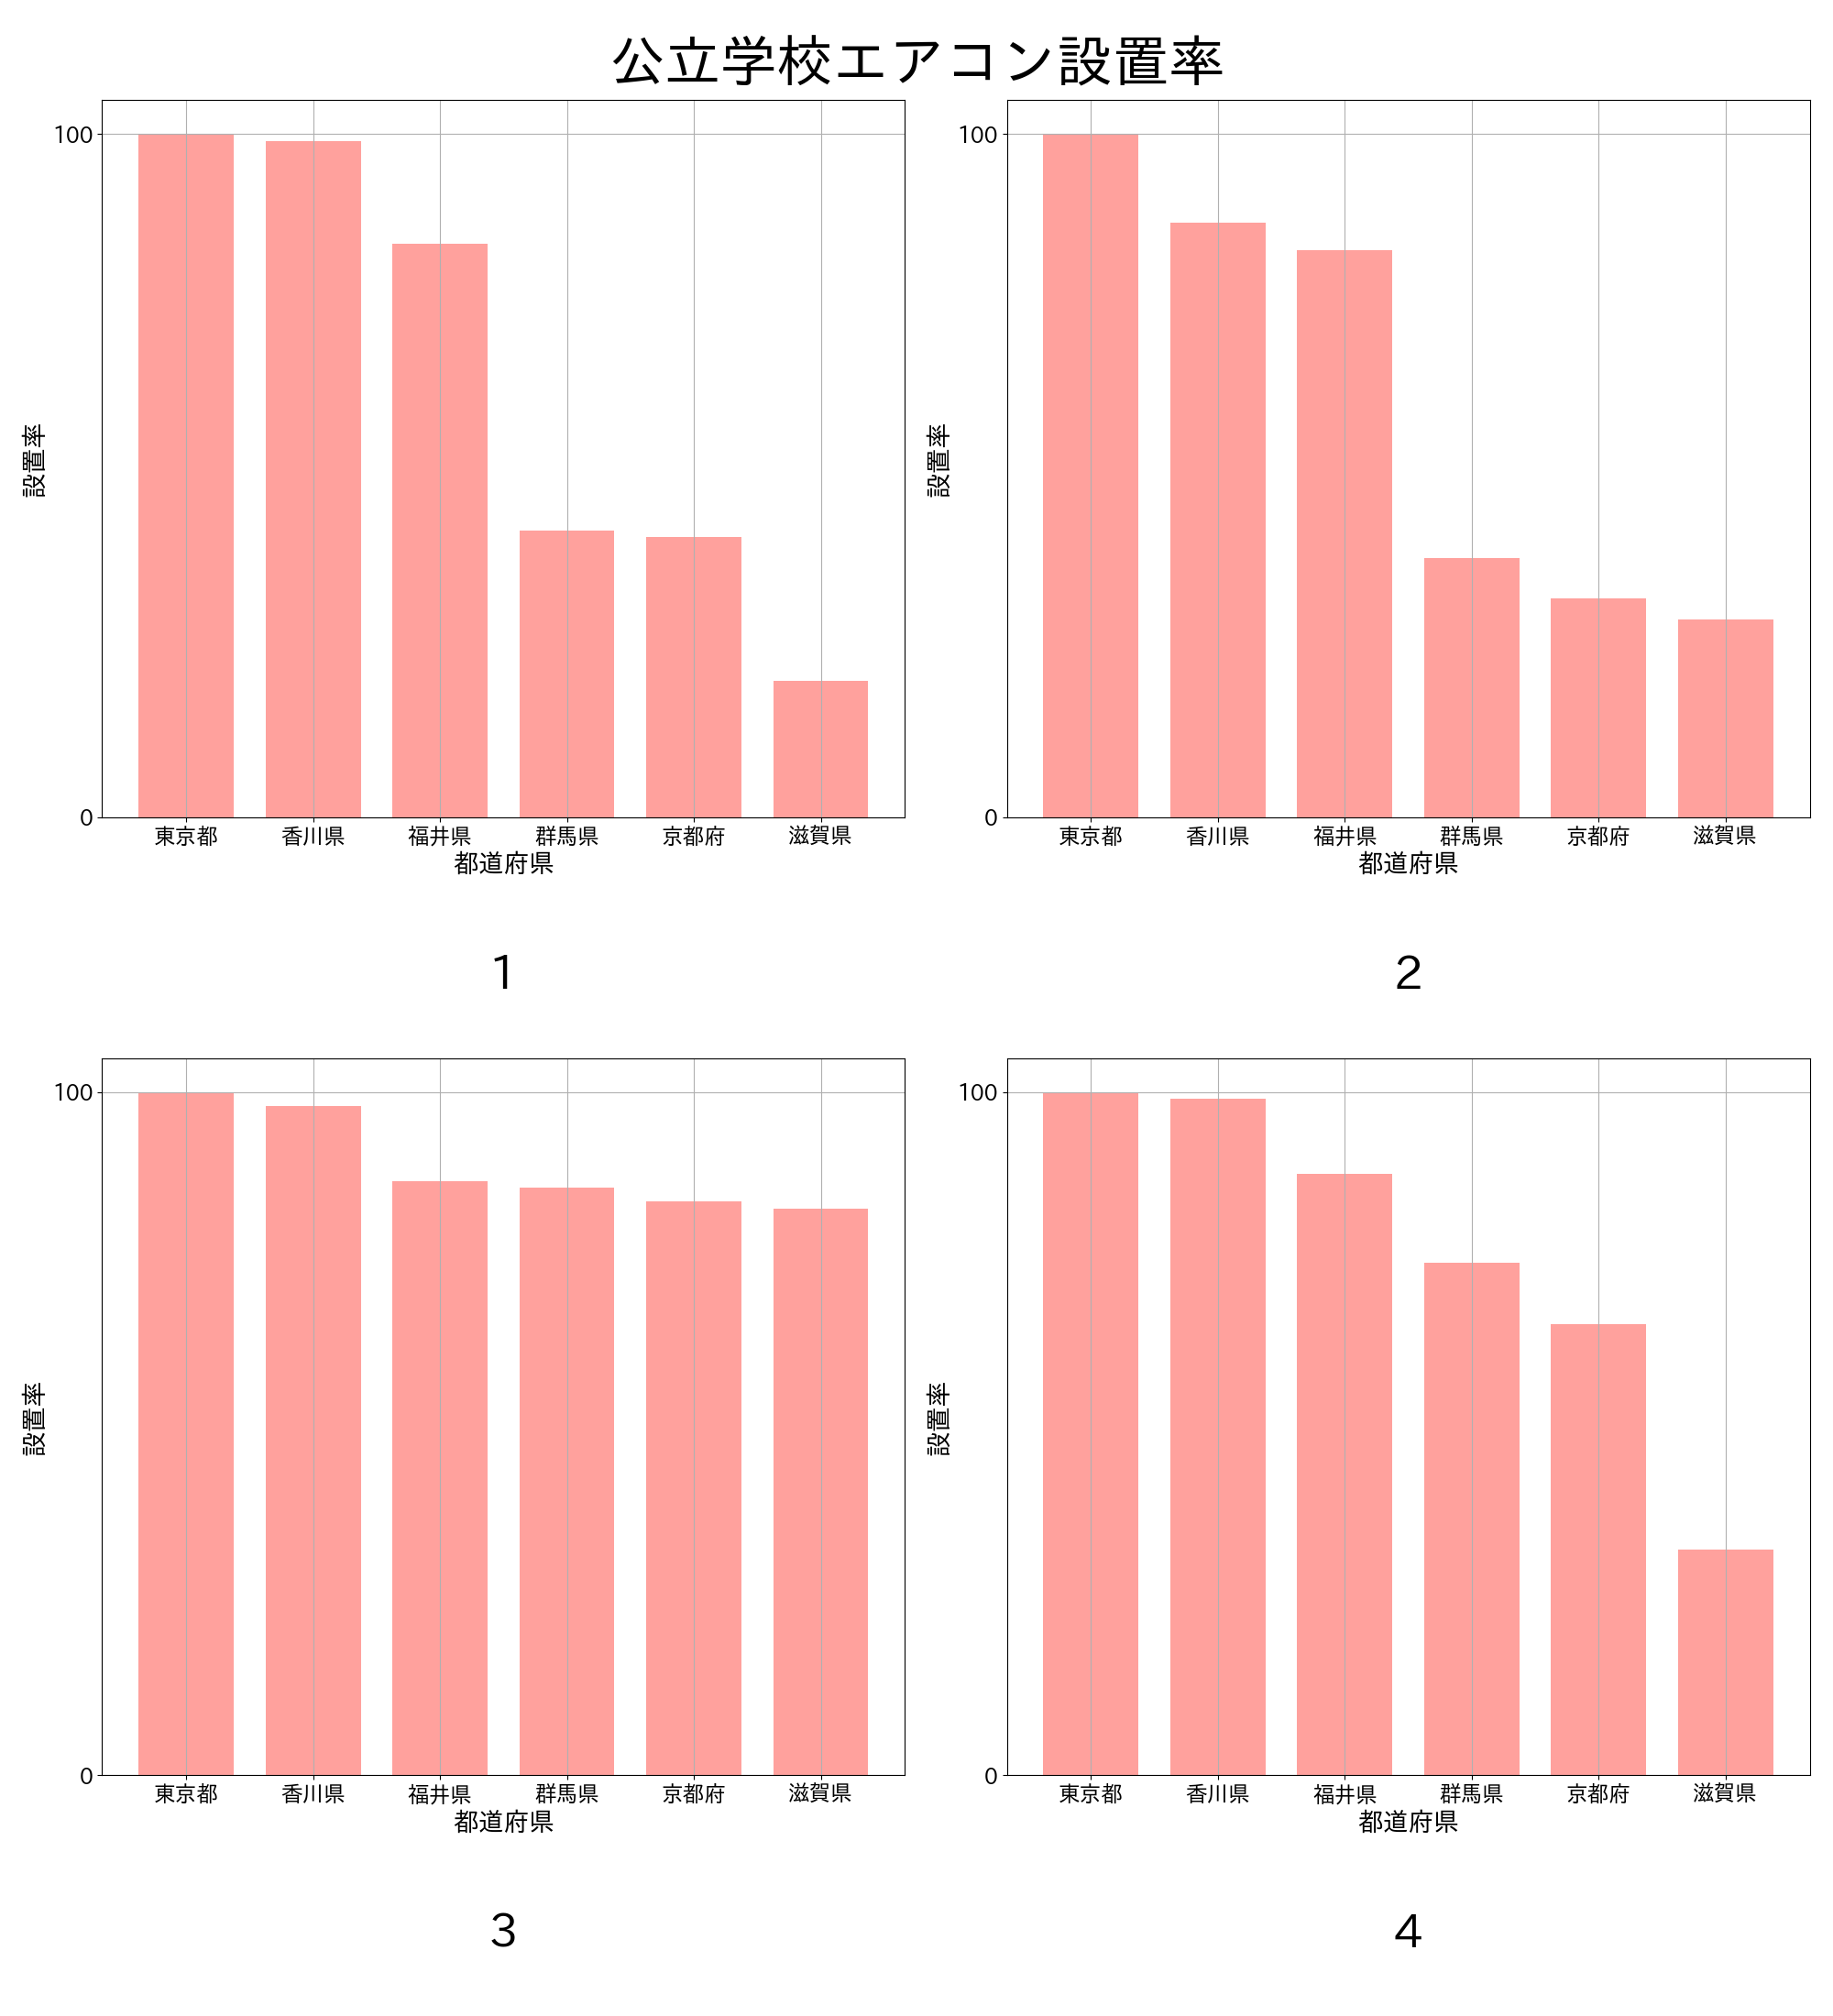 公立学校エアコン設置率
100
0
設置率
東京都 香川県 福井県 群馬県 京都府 滋賀県
都道府県
1
100
0
設置率
東京都 香川県 福井県 群馬県 京都府 滋賀県
都道府県
2
100
0
設置率
東京都 香川県 福井県 群馬県 京都府 滋賀県
都道府県
3
100
0
設置率
東京都 香川県 福井県 群馬県 京都府 滋賀県
都道府県
4